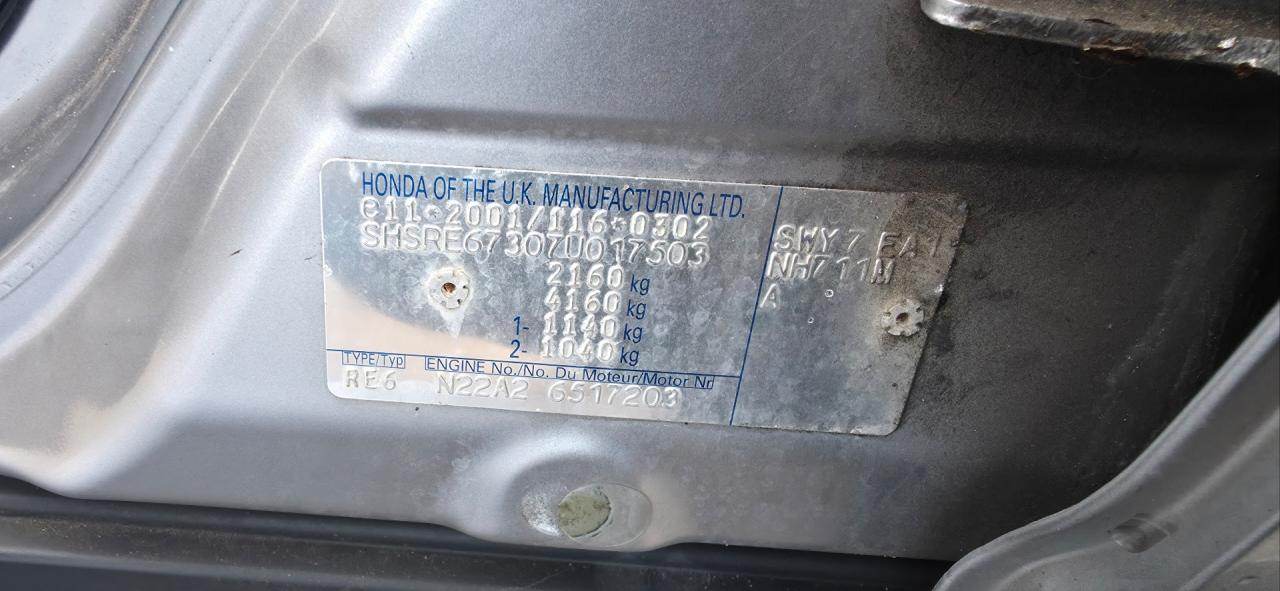 HONDA OF THE U.K. MANUFACTURING LTD.
e11*2001/116*0302
SHSRE67307U017503
2160 kg
4160 kg
1- 1140 kg
2- 1040 kg
TYPE/Typ ENGINE No./No. Du Moteur/Motor Nr
RE6 N22A2 6517203
SWY7 EA1
NH711M
A